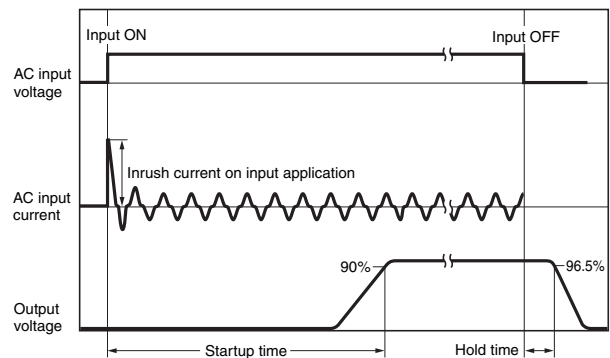 Input ON
Input OFF
AC input
voltage
Inrush current on input application
AC input
current
90%
96.5%
Output
voltage
Startup time
Hold time